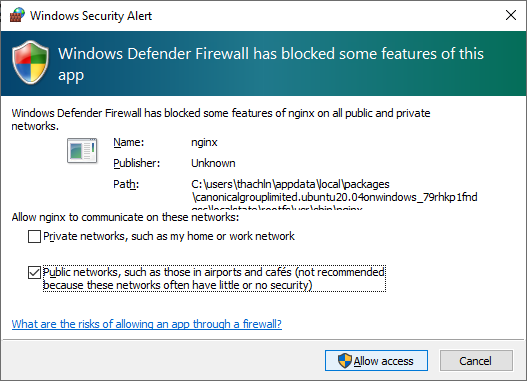 Windows Security Alert
Windows Defender Firewall has blocked some features of this
app
Windows Defender Firewall has blocked some features of nginx on all public and private
networks.
Name: nginx
Publisher: Unknown
Path: C:\users\thachln\appdata\local\packages
\canonicalgrouplimited.ubuntu20.04onwindows_79rhkp1fnd
Allow nginx to communicate on these networks:
Private networks, such as my home or work network
Public networks, such as those in airports and cafés (not recommended
because these networks often have little or no security)
What are the risks of allowing an app through a firewall?
Allow access
Cancel